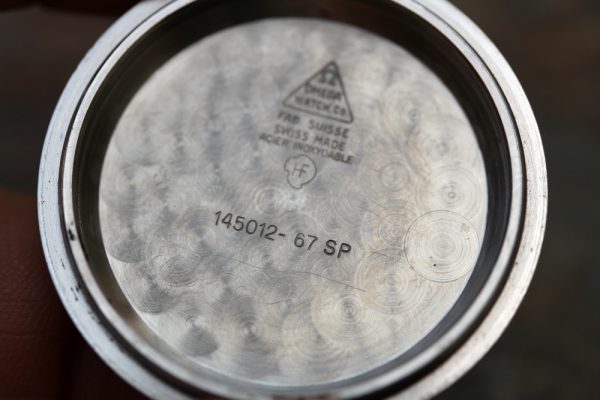 Ω
OMEGA
WATCH Co
FAB SUISSE
SWISS MADE
ACIER INOXYDABLE
HF
145012- 67 SP